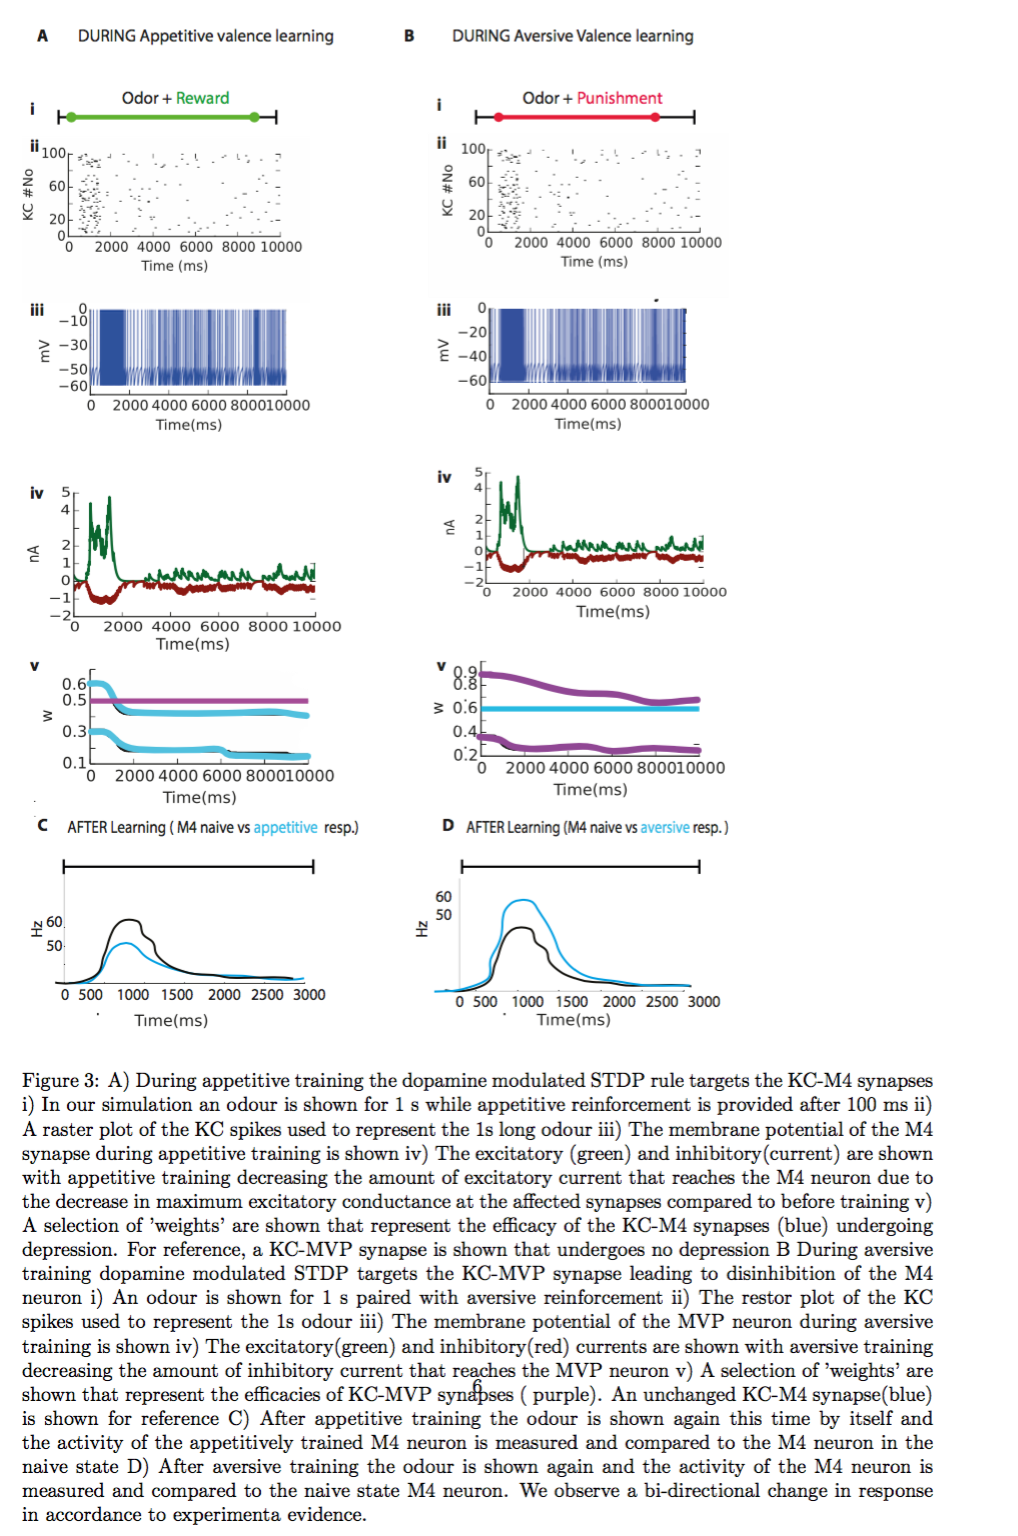 A DURING Appetitive valence learning
B DURING Aversive Valence learning
i Odor + Reward
i Odor + Punishment
ii
100
60
20
0
KC #No
0 2000 4000 6000 8000 10000
Time (ms)
ii
100
60
20
0
KC #No
0 2000 4000 6000 8000 10000
Time (ms)
iii
0
−10
−30
−50
−60
mV
0 2000 4000 6000 800010000
Time(ms)
iii
0
−20
−40
−60
mV
0 2000 4000 6000 800010000
Time(ms)
iv
5
4
2
1
0
−1
−2
nA
0 2000 4000 6000 8000 10000
Time(ms)
iv
5
4
2
1
0
−1
−2
nA
0 2000 4000 6000 8000 10000
Time(ms)
v
0.6
0.5
0.3
0.1
w
0 2000 4000 6000 800010000
Time(ms)
v
0.9
0.8
0.6
0.4
0.2
w
0 2000 4000 6000 800010000
Time(ms)
C AFTER Learning ( M4 naive vs appetitive resp.)
60
50
Hz
0 500 1000 1500 2000 2500 3000
Time(ms)
D AFTER Learning (M4 naive vs aversive resp. )
60
50
Hz
0 500 1000 1500 2000 2500 3000
Time(ms)
Figure 3: A) During appetitive training the dopamine modulated STDP rule targets the KC-M4 synapses
i) In our simulation an odour is shown for 1 s while appetitive reinforcement is provided after 100 ms ii)
A raster plot of the KC spikes used to represent the 1s long odour iii) The membrane potential of the M4
synapse during appetitive training is shown iv) The excitatory (green) and inhibitory(current) are shown
with appetitive training decreasing the amount of excitatory current that reaches the M4 neuron due to
the decrease in maximum excitatory conductance at the affected synapses compared to before training v)
A selection of 'weights' are shown that represent the efficacy of the KC-M4 synapses (blue) undergoing
depression. For reference, a KC-MVP synapse is shown that undergoes no depression B During aversive
training dopamine modulated STDP targets the KC-MVP synapse leading to disinhibition of the M4
neuron i) An odour is shown for 1 s paired with aversive reinforcement ii) The restor plot of the KC
spikes used to represent the 1s odour iii) The membrane potential of the MVP neuron during aversive
training is shown iv) The excitatory(green) and inhibitory(red) currents are shown with aversive training
decreasing the amount of inhibitory current that reaches the MVP neuron v) A selection of 'weights' are
shown that represent the efficacies of KC-MVP synapses ( purple). An unchanged KC-M4 synapse(blue)
6
is shown for reference C) After appetitive training the odour is shown again this time by itself and
the activity of the appetitively trained M4 neuron is measured and compared to the M4 neuron in the
naive state D) After aversive training the odour is shown again and the activity of the M4 neuron is
measured and compared to the naive state M4 neuron. We observe a bi-directional change in response
in accordance to experimenta evidence.